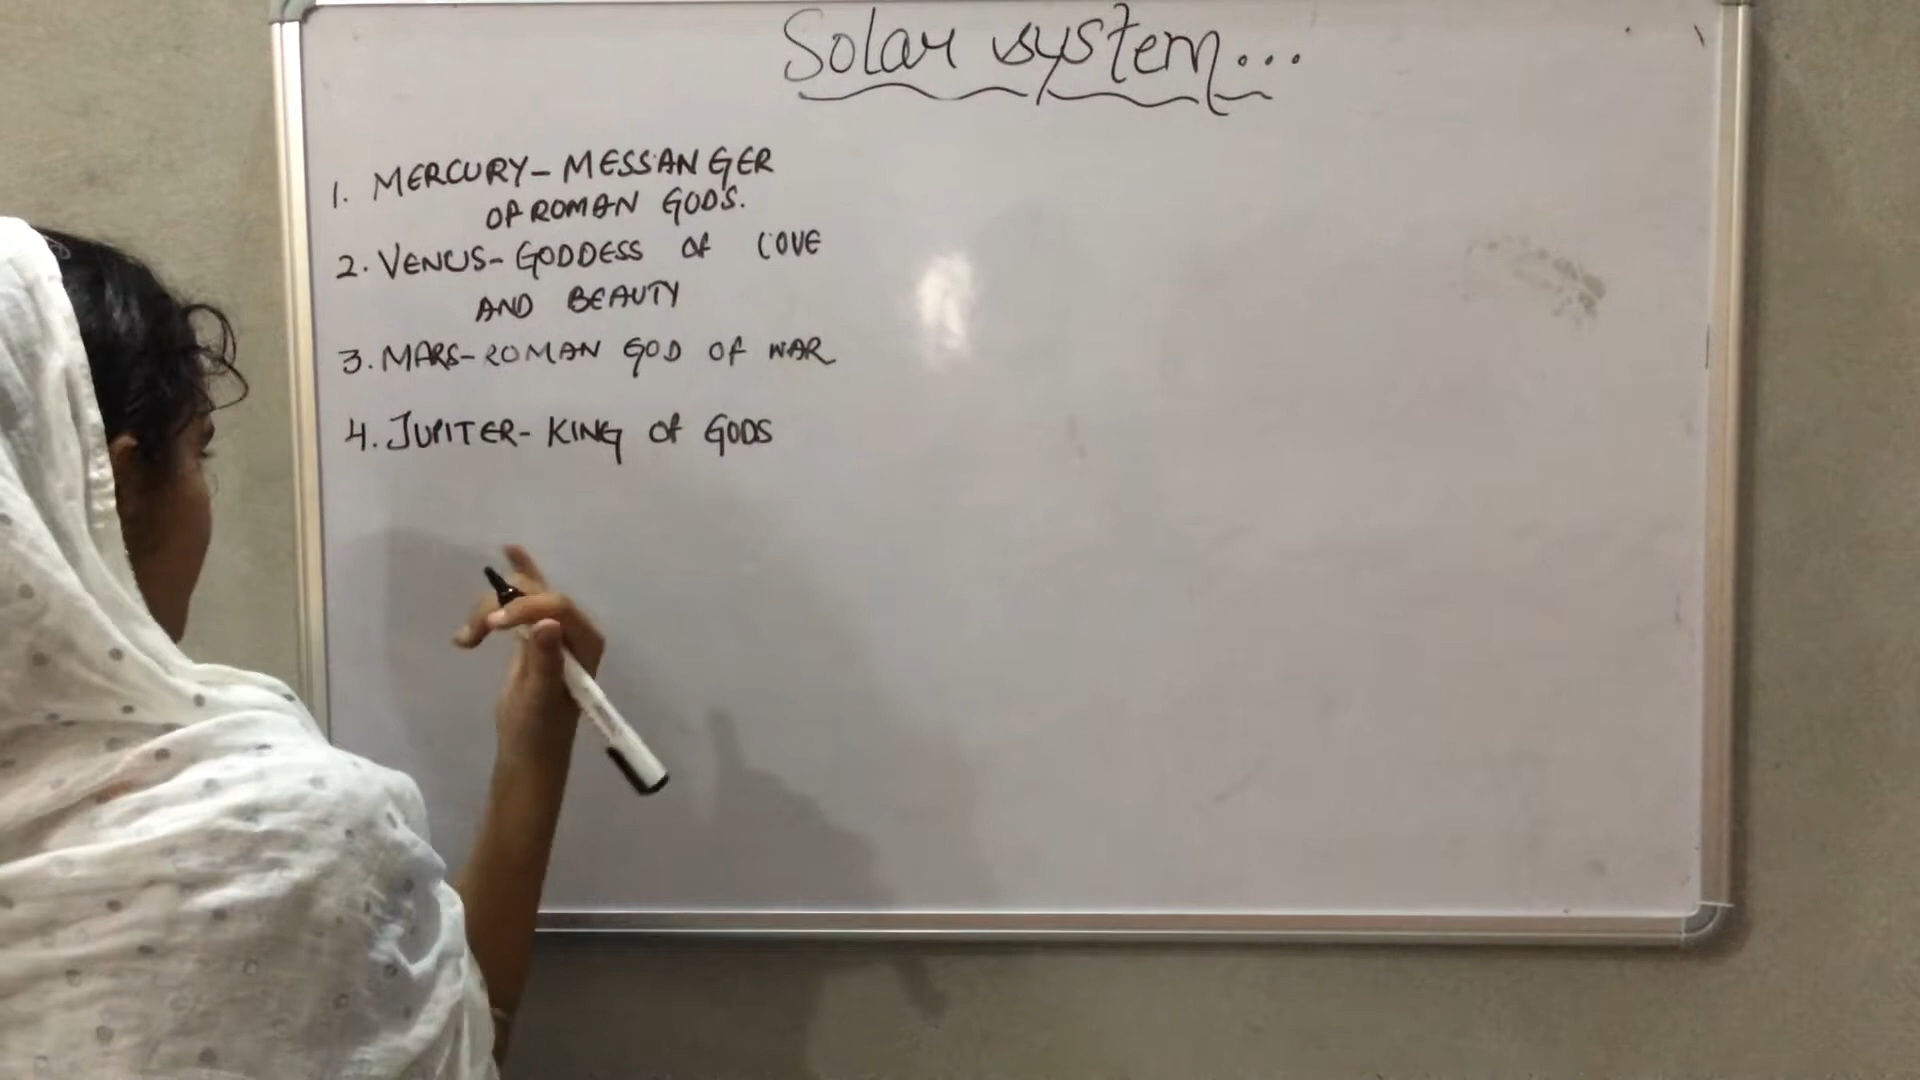 Solar system...
1. MERCURY-MESSANGER
OF ROMAN GODS.
2. VENUS-GODDESS OF LOVE
AND BEAUTY
3. MARS-ROMAN GOD OF WAR
4. JUPITER-KING OF GODS